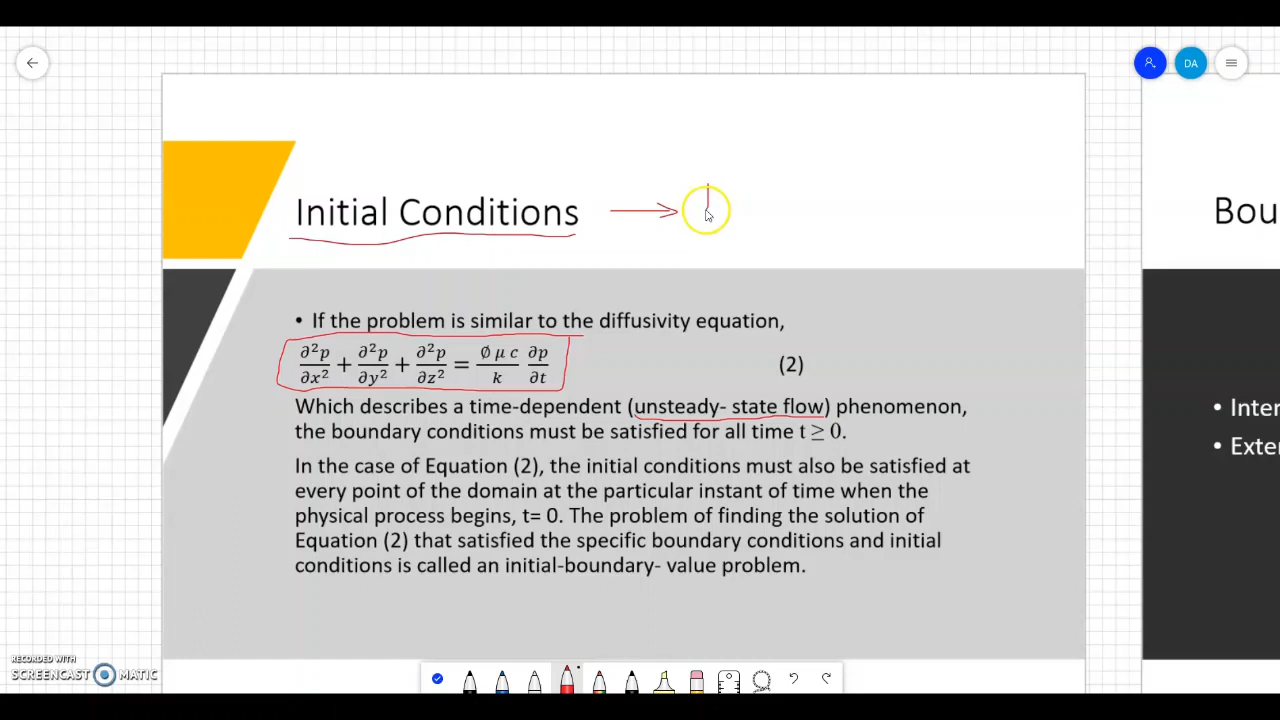 DA
Initial Conditions
Bou
• If the problem is similar to the diffusivity equation,
∂²p/∂x² + ∂²p/∂y² + ∂²p/∂z² = Ø μ c/k ∂p/∂t (2)
Which describes a time-dependent (unsteady- state flow) phenomenon,
the boundary conditions must be satisfied for all time t ≥ 0.
In the case of Equation (2), the initial conditions must also be satisfied at
every point of the domain at the particular instant of time when the
physical process begins, t= 0. The problem of finding the solution of
Equation (2) that satisfied the specific boundary conditions and initial
conditions is called an initial-boundary- value problem.
• Inter
• Exte
RECORDED WITH
SCREENCAST MATIC